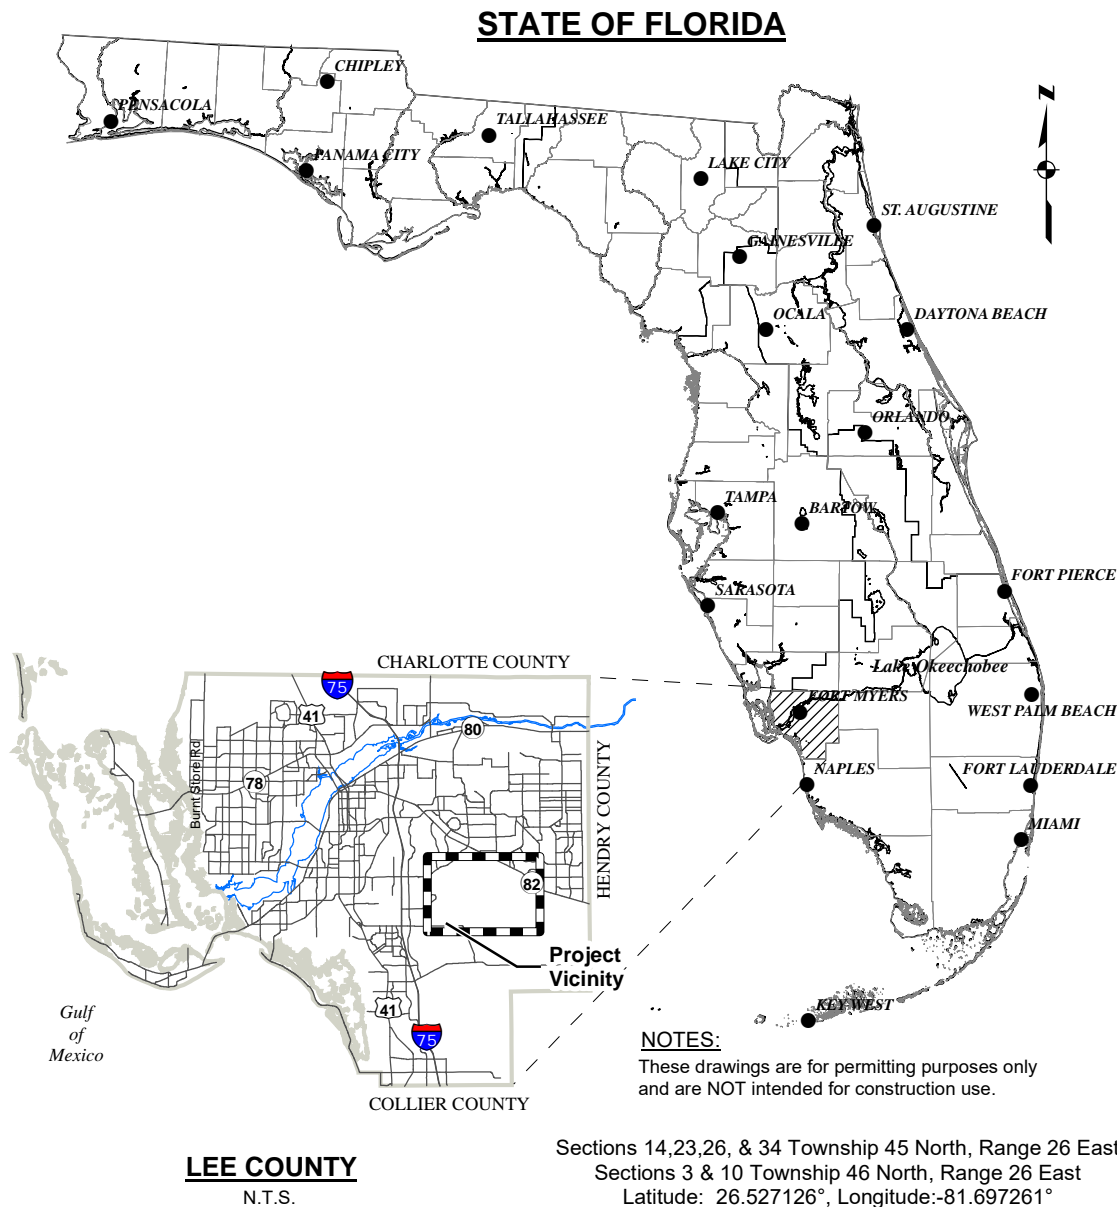 STATE OF FLORIDA
CHIPLEY
PENSACOLA
TALLAHASSEE
N
PANAMA CITY
LAKE CITY
ST. AUGUSTINE
GAINESVILLE
OCALA
DAYTONA BEACH
ORLANDO
TAMPA
BARTOW
FORT PIERCE
SARASOTA
Lake Okeechobee
FORT MYERS
WEST PALM BEACH
NAPLES
FORT LAUDERDALE
MIAMI
KEY WEST
CHARLOTTE COUNTY
75
41
80
Burnt Store Rd
78
HENDRY COUNTY
82
Project
Vicinity
41
75
Gulf
of
Mexico
COLLIER COUNTY
NOTES:
These drawings are for permitting purposes only
and are NOT intended for construction use.
LEE COUNTY
N.T.S.
Sections 14,23,26, & 34 Township 45 North, Range 26 East
Sections 3 & 10 Township 46 North, Range 26 East
Latitude: 26.527126°, Longitude:-81.697261°